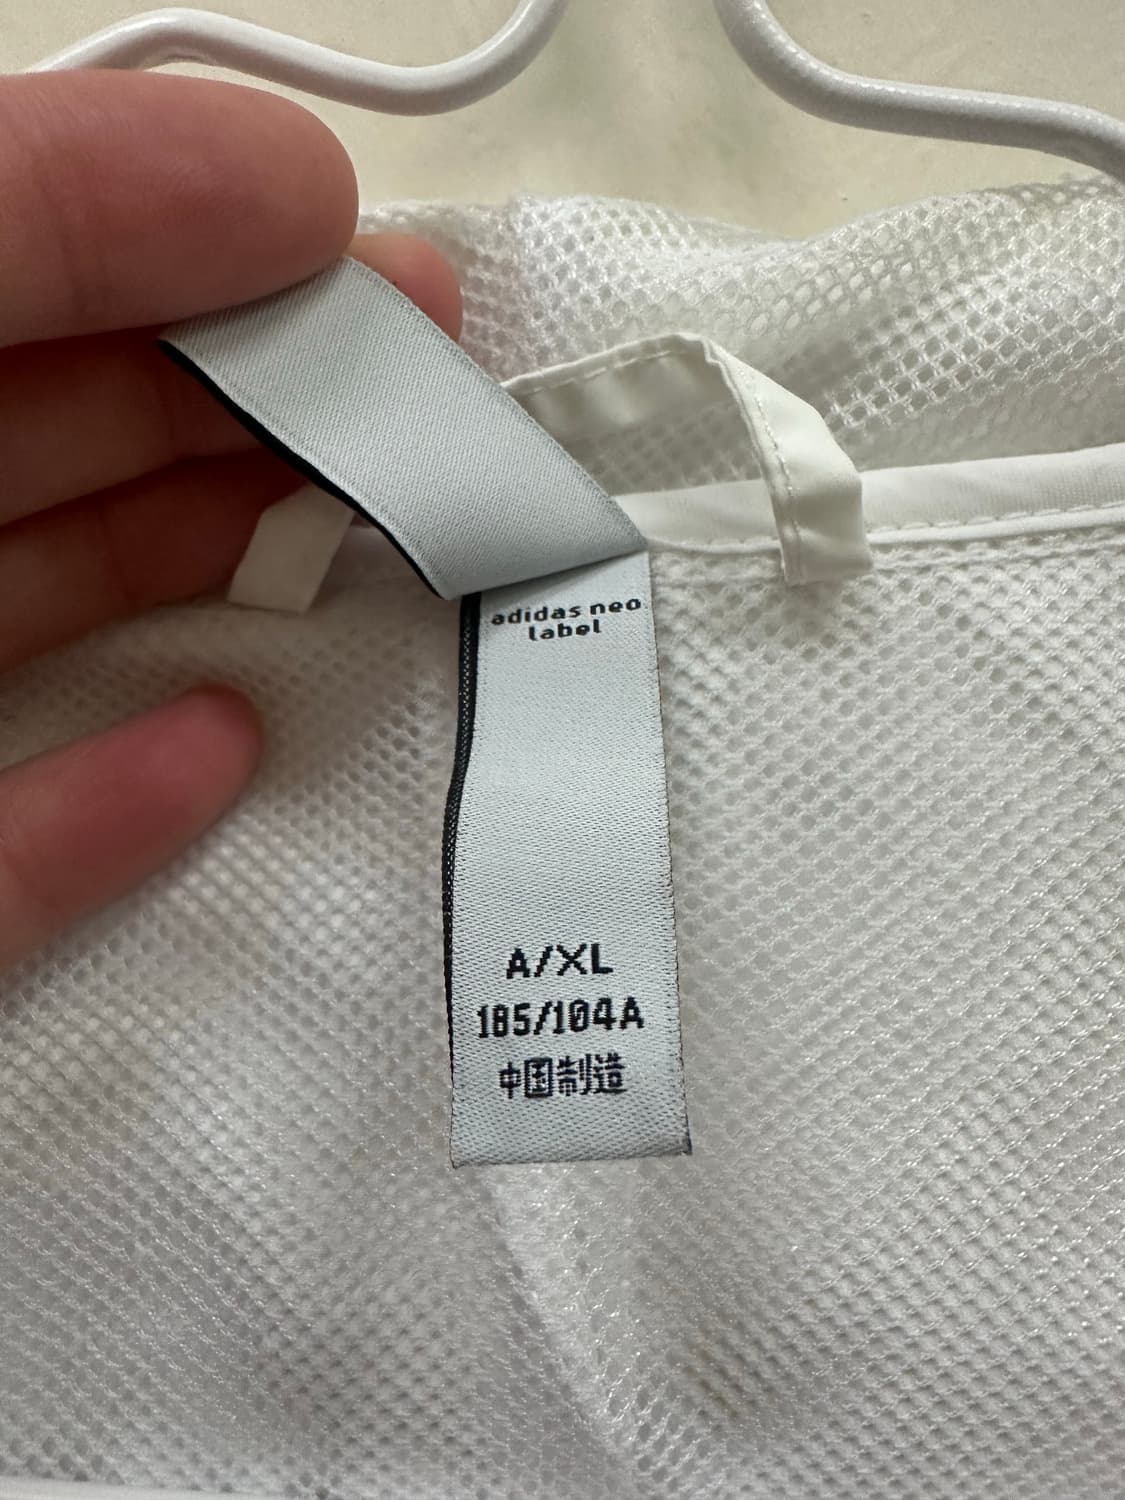 adidas neo
label
A/XL
185/104A
中国制造